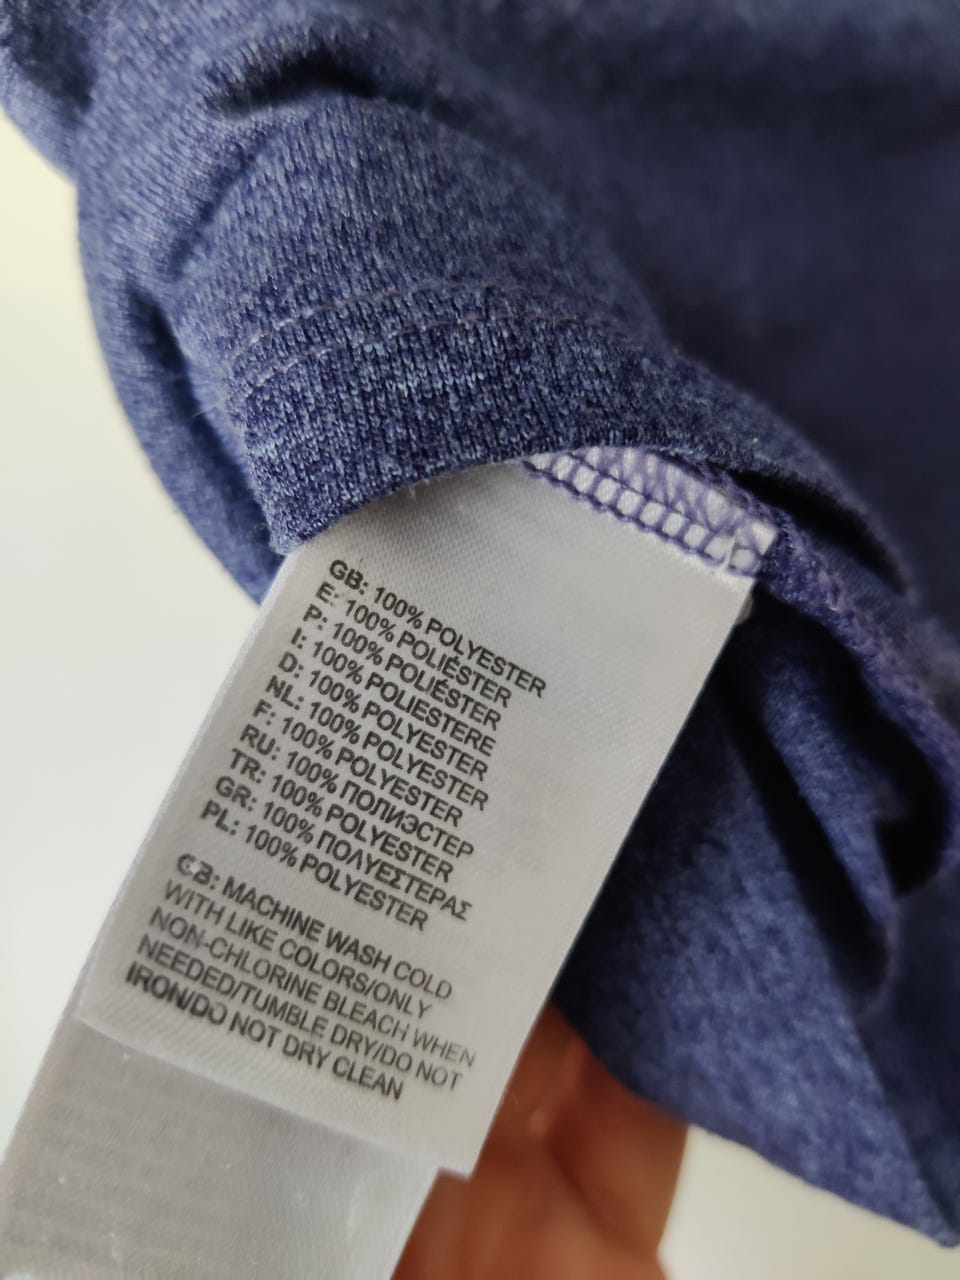 GB: 100% POLYESTER
E: 100% POLIÉSTER
P: 100% POLIÉSTER
I: 100% POLIESTERE
D: 100% POLYESTER
NL: 100% POLYESTER
F: 100% POLYESTER
RU: 100% ПОЛИЭСТЕР
TR: 100% POLYESTER
GR: 100% ΠΟΛΥΕΣΤΕΡΑΣ
PL: 100% POLYESTER
GB: MACHINE WASH COLD
WITH LIKE COLORS/ONLY
NON-CHLORINE BLEACH WHEN
NEEDED/TUMBLE DRY/DO NOT
IRON/DO NOT DRY CLEAN